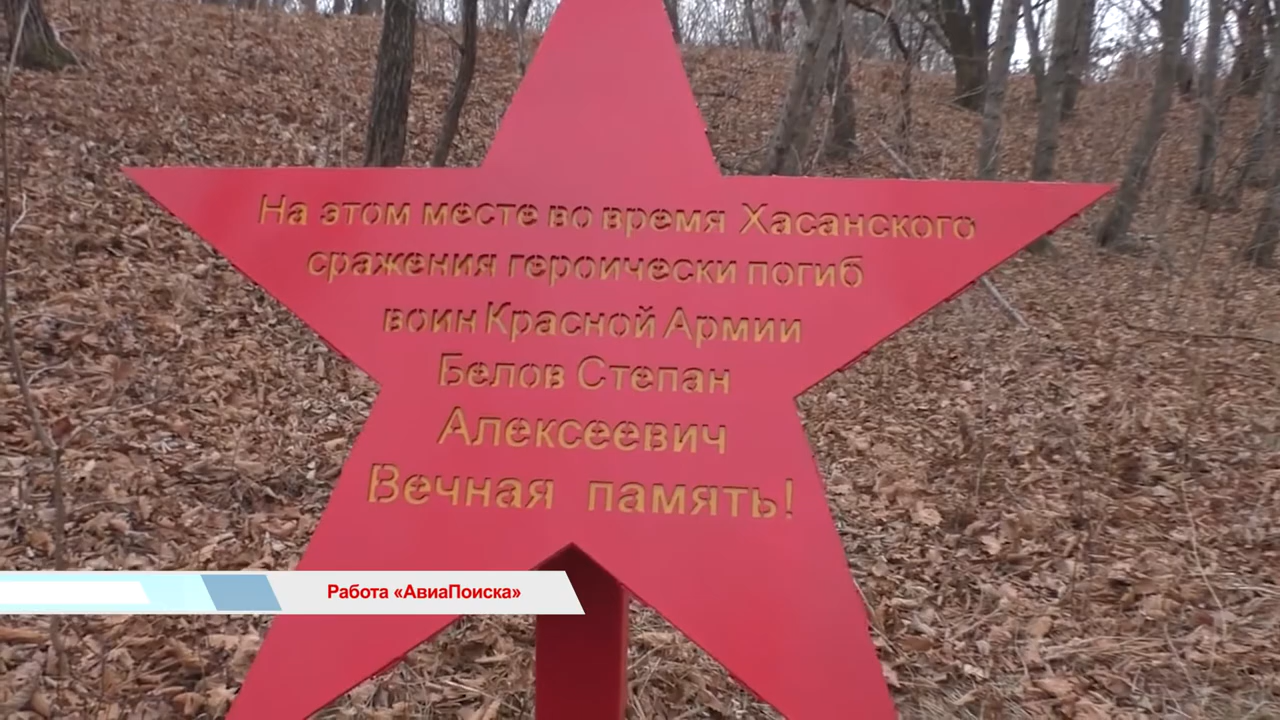 На этом месте во время Хасанского
сражения героически погиб
воин Красной Армии
Белов Степан
Алексеевич
Вечная память!
Работа «АвиаПоиска»